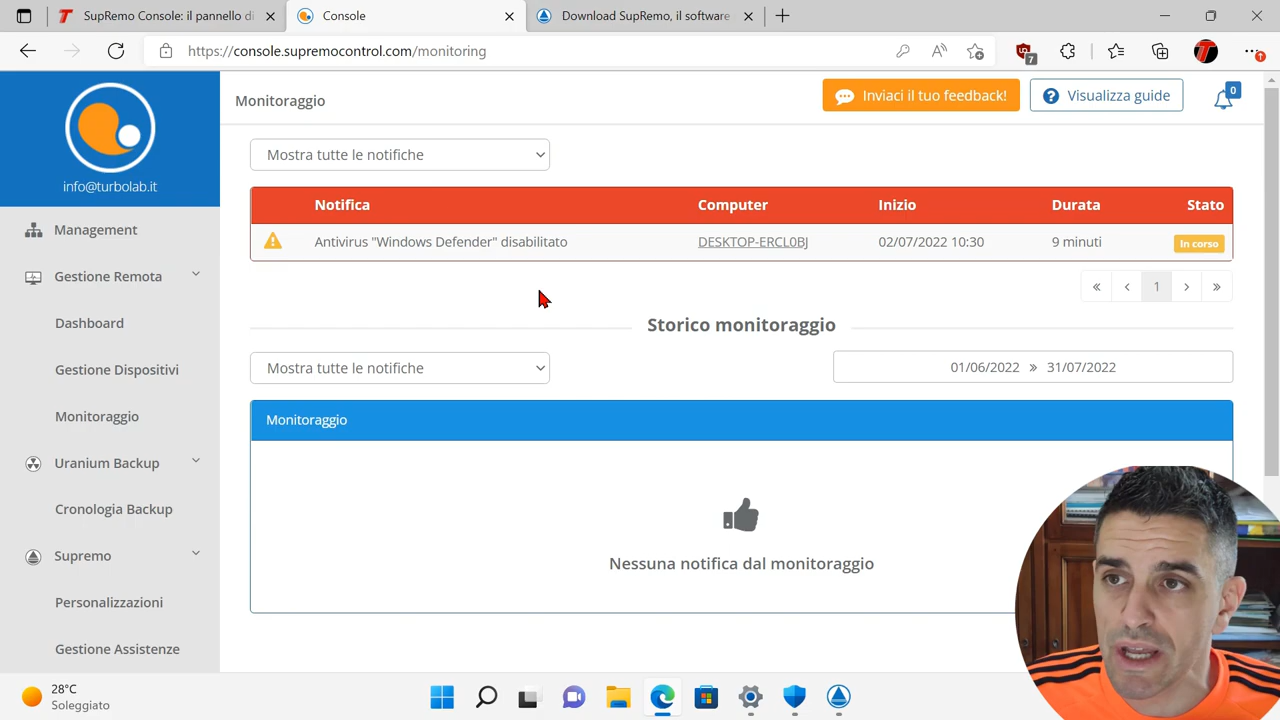 SupRemo Console: il pannello di
Console
Download SupRemo, il software
https://console.supremocontrol.com/monitoring
7
info@turbolab.it
Monitoraggio
Inviaci il tuo feedback!
Visualizza guide
0
Mostra tutte le notifiche
Notifica Computer Inizio Durata Stato
Antivirus "Windows Defender" disabilitato DESKTOP-ERCL0BJ 02/07/2022 10:30 9 minuti In corso
« ‹ 1 › »
Storico monitoraggio
Mostra tutte le notifiche
01/06/2022 » 31/07/2022
Monitoraggio
Nessuna notifica dal monitoraggio
Management
Gestione Remota
Dashboard
Gestione Dispositivi
Monitoraggio
Uranium Backup
Cronologia Backup
Supremo
Personalizzazioni
Gestione Assistenze
28°C
Soleggiato